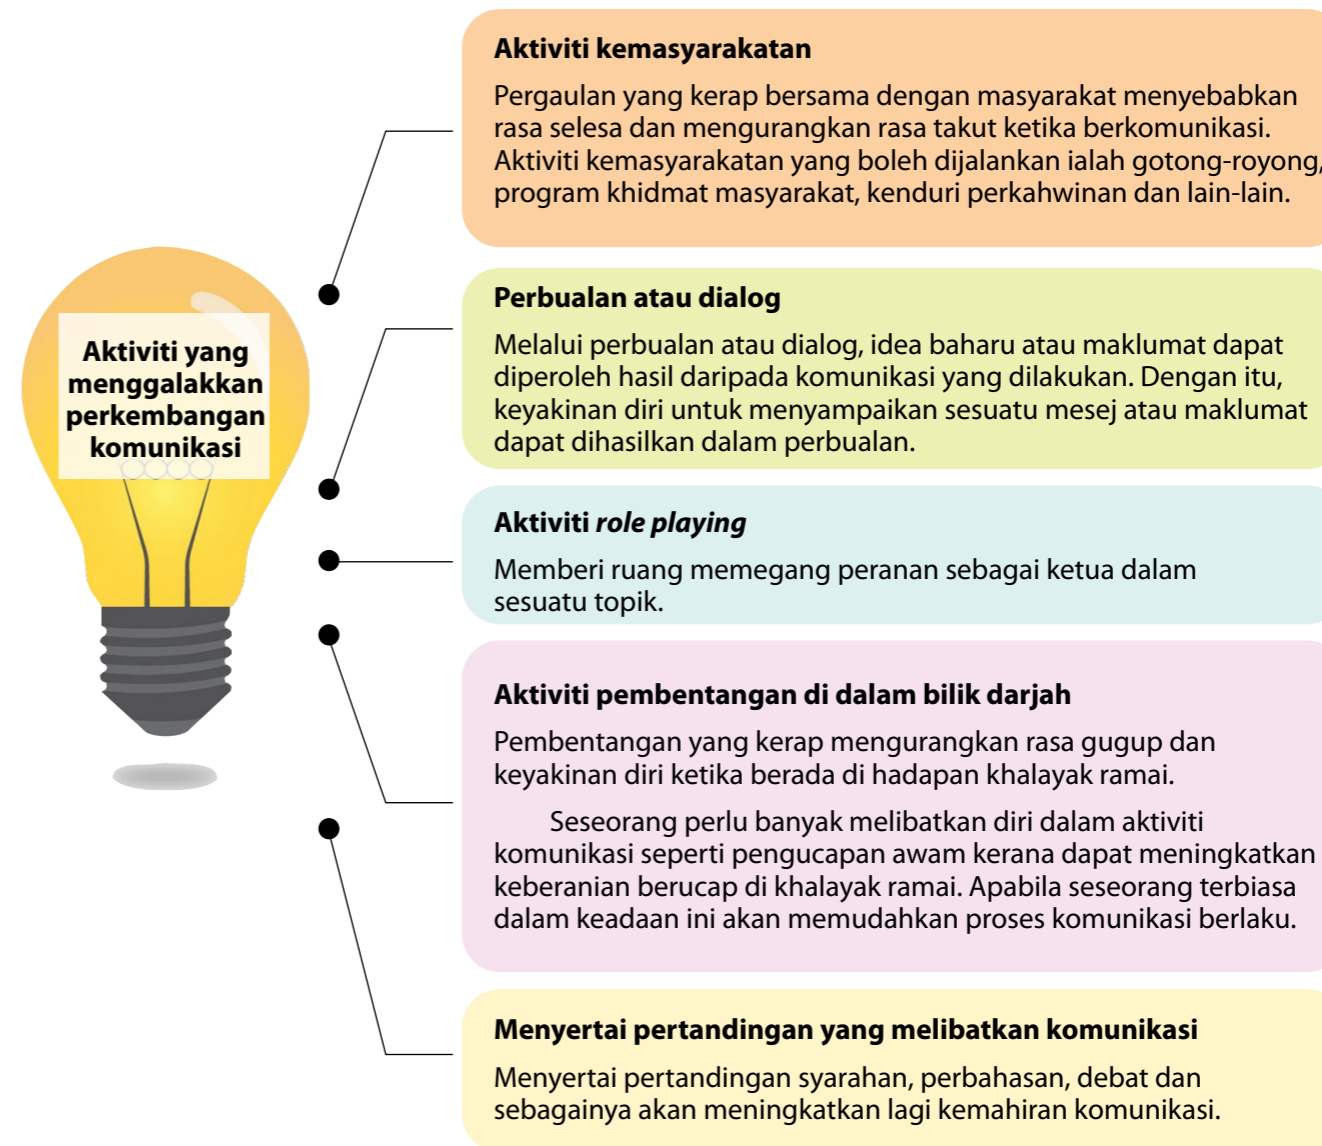 Aktiviti yang
menggalakkan
perkembangan
komunikasi
Aktiviti kemasyarakatan
Pergaulan yang kerap bersama dengan masyarakat menyebabkan
rasa selesa dan mengurangkan rasa takut ketika berkomunikasi.
Aktiviti kemasyarakatan yang boleh dijalankan ialah gotong-royong,
program khidmat masyarakat, kenduri perkahwinan dan lain-lain.
Perbualan atau dialog
Melalui perbualan atau dialog, idea baharu atau maklumat dapat
diperoleh hasil daripada komunikasi yang dilakukan. Dengan itu,
keyakinan diri untuk menyampaikan sesuatu mesej atau maklumat
dapat dihasilkan dalam perbualan.
Aktiviti role playing
Memberi ruang memegang peranan sebagai ketua dalam
sesuatu topik.
Aktiviti pembentangan di dalam bilik darjah
Pembentangan yang kerap mengurangkan rasa gugup dan
keyakinan diri ketika berada di hadapan khalayak ramai.
Seseorang perlu banyak melibatkan diri dalam aktiviti
komunikasi seperti pengucapan awam kerana dapat meningkatkan
keberanian berucap di khalayak ramai. Apabila seseorang terbiasa
dalam keadaan ini akan memudahkan proses komunikasi berlaku.
Menyertai pertandingan yang melibatkan komunikasi
Menyertai pertandingan syarahan, perbahasan, debat dan
sebagainya akan meningkatkan lagi kemahiran komunikasi.